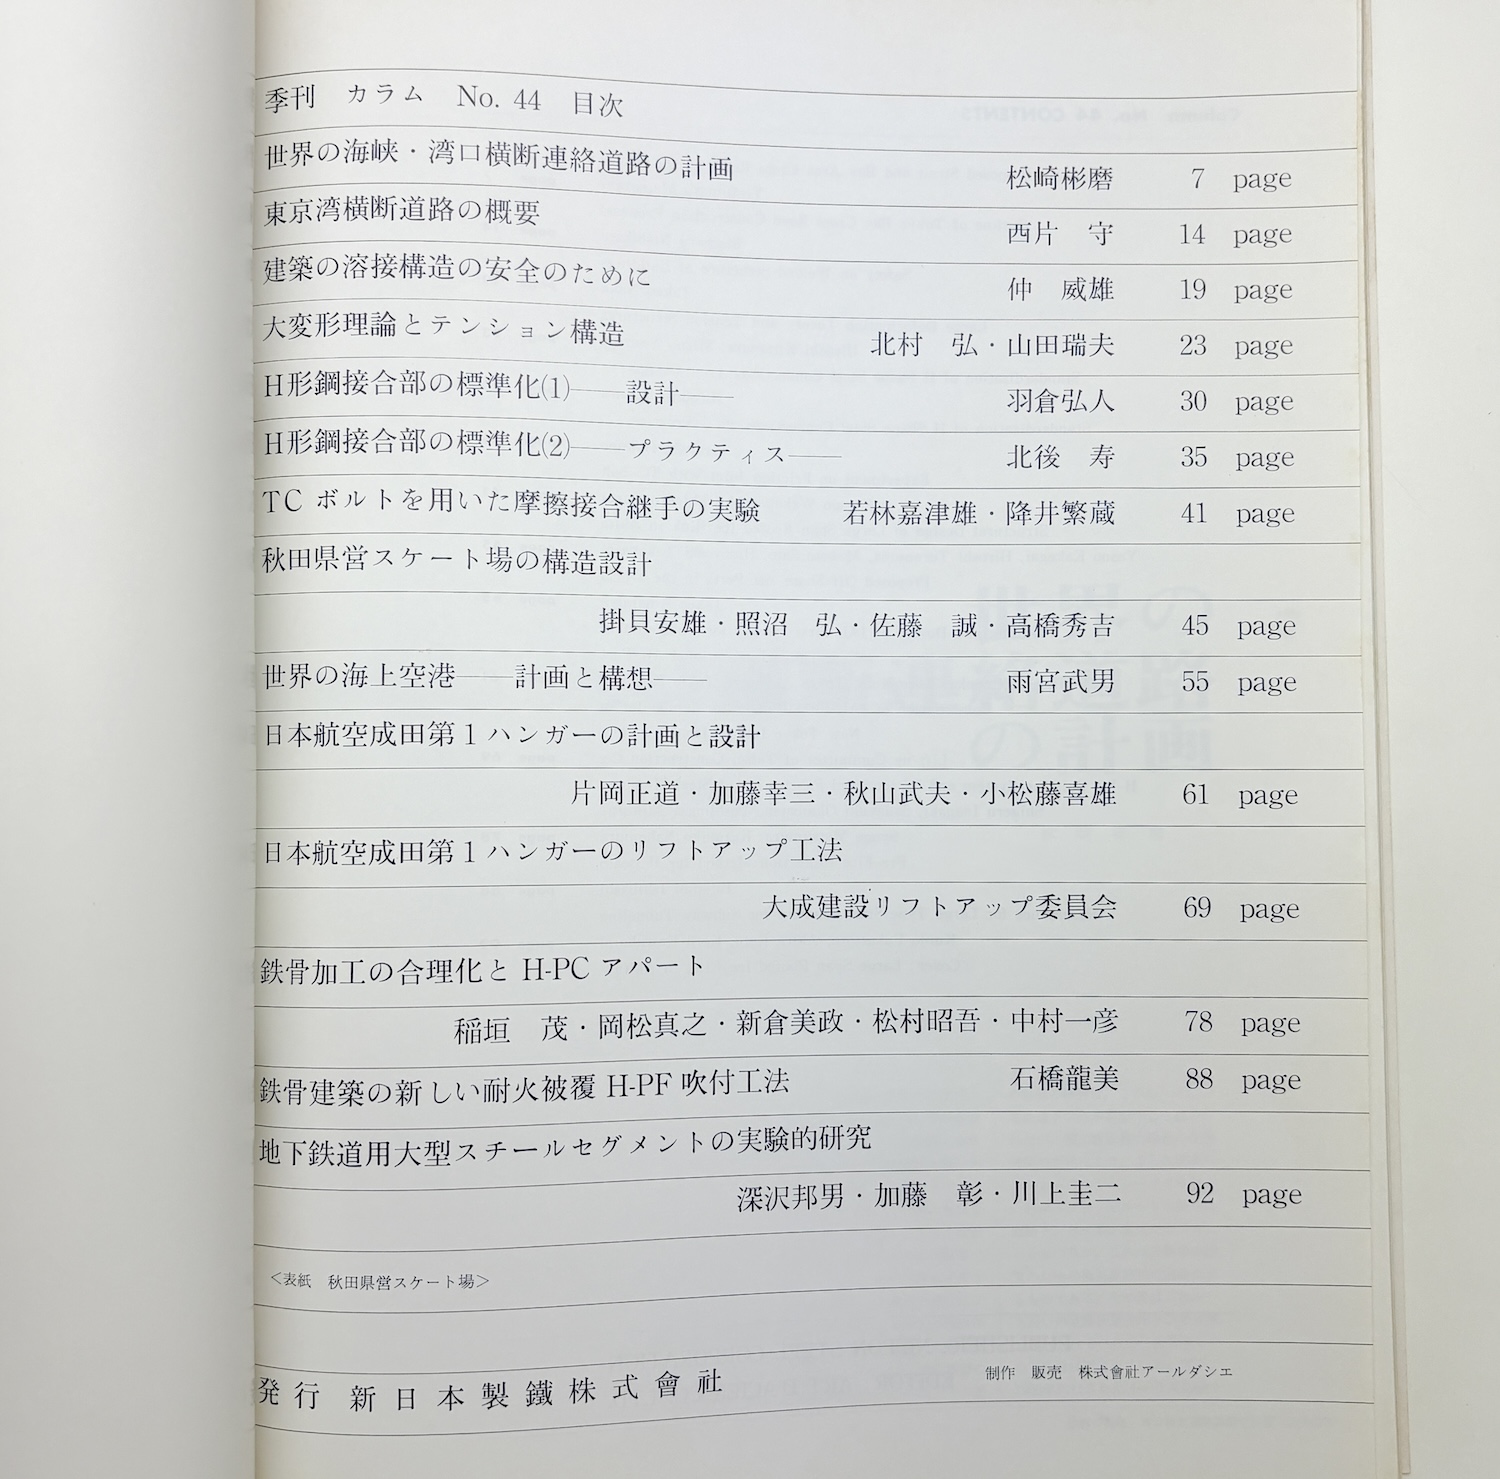 季刊　カラム　No. 44　目次
世界の海峡・湾口横断連絡道路の計画　松崎彬磨　7　page
東京湾横断道路の概要　西片　守　14　page
建築の溶接構造の安全のために　仲　威雄　19　page
大変形理論とテンション構造　北村　弘・山田瑞夫　23　page
H形鋼接合部の標準化(1)——設計——　羽倉弘人　30　page
H形鋼接合部の標準化(2)——プラクティス——　北後　寿　35　page
TC ボルトを用いた摩擦接合継手の実験　若林嘉津雄・降井繁蔵　41　page
秋田県営スケート場の構造設計
掛貝安雄・照沼　弘・佐藤　誠・高橋秀吉　45　page
世界の海上空港——計画と構想——　雨宮武男　55　page
日本航空成田第1ハンガーの計画と設計
片岡正道・加藤幸三・秋山武夫・小松藤喜雄　61　page
日本航空成田第1ハンガーのリフトアップ工法
大成建設リフトアップ委員会　69　page
鉄骨加工の合理化と H-PC アパート
稲垣　茂・岡松真之・新倉美政・松村昭吾・中村一彦　78　page
鉄骨建築の新しい耐火被覆 H-PF 吹付工法　石橋龍美　88　page
地下鉄道用大型スチールセグメントの実験的研究
深沢邦男・加藤　彰・川上圭二　92　page
＜表紙　秋田県営スケート場＞
発行　新日本製鐵株式會社
制作　販売　株式會社アールダシエ